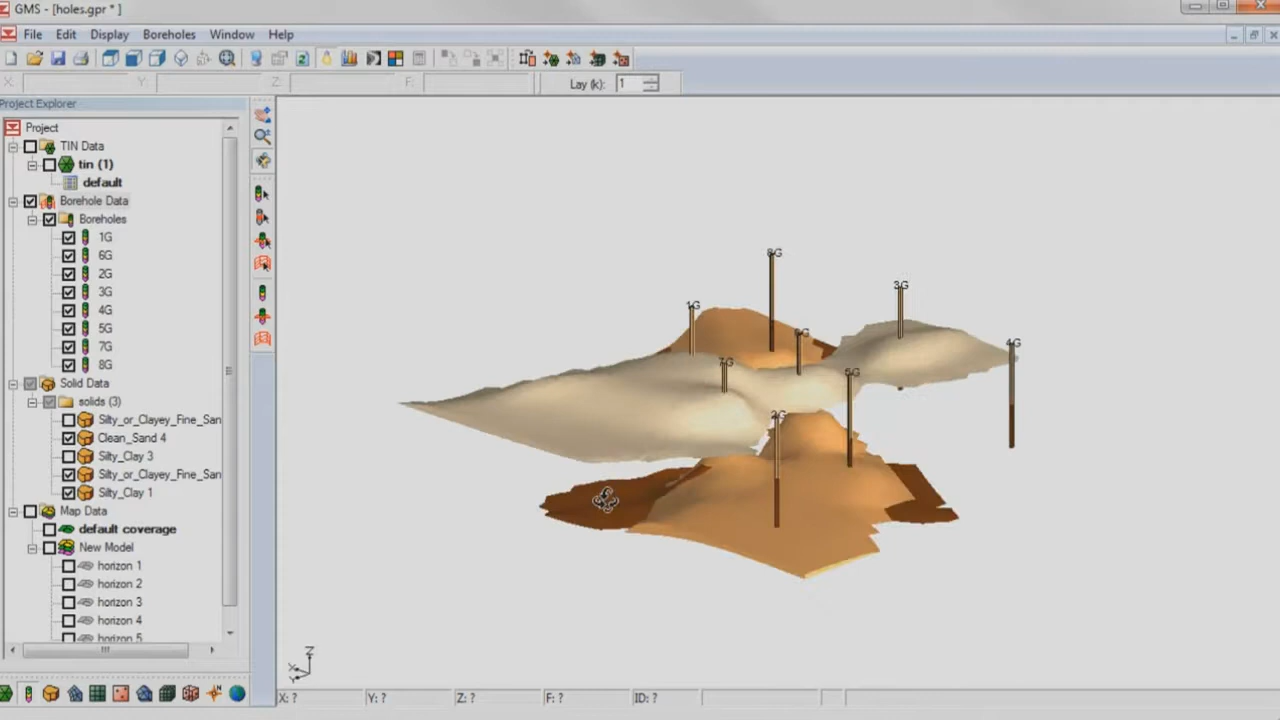 GMS - [holes.gpr * ]
File Edit Display Boreholes Window Help
X: Y: Z: F: Lay (k): 1
Project Explorer
Project
TIN Data
tin (1)
default
Borehole Data
Boreholes
1G
6G
2G
3G
4G
5G
7G
8G
Solid Data
solids (3)
Silty_or_Clayey_Fine_San
Clean_Sand 4
Silty_Clay 3
Silty_or_Clayey_Fine_San
Silty_Clay 1
Map Data
default coverage
New Model
horizon 1
horizon 2
horizon 3
horizon 4
horizon 5
3G
1G
4G
7G
5G
2G
Z
X
X: ? Y: ? Z: ? F: ? ID: ?